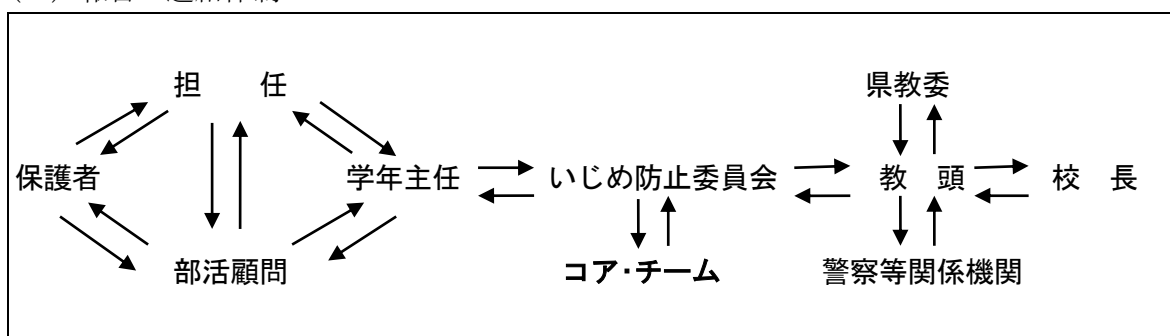 担　　任
県教委
保護者
学年主任
いじめ防止委員会
教　頭
校　長
部活顧問
コア・チーム
警察等関係機関